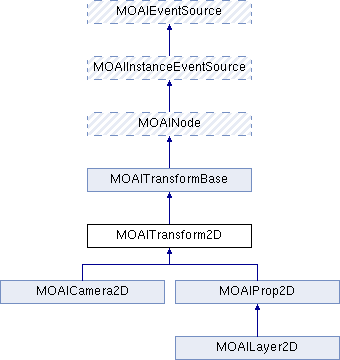 MOAIEventSource
MOAIInstanceEventSource
MOAINode
MOAITransformBase
MOAITransform2D
MOAICamera2D
MOAIProp2D
MOAILayer2D